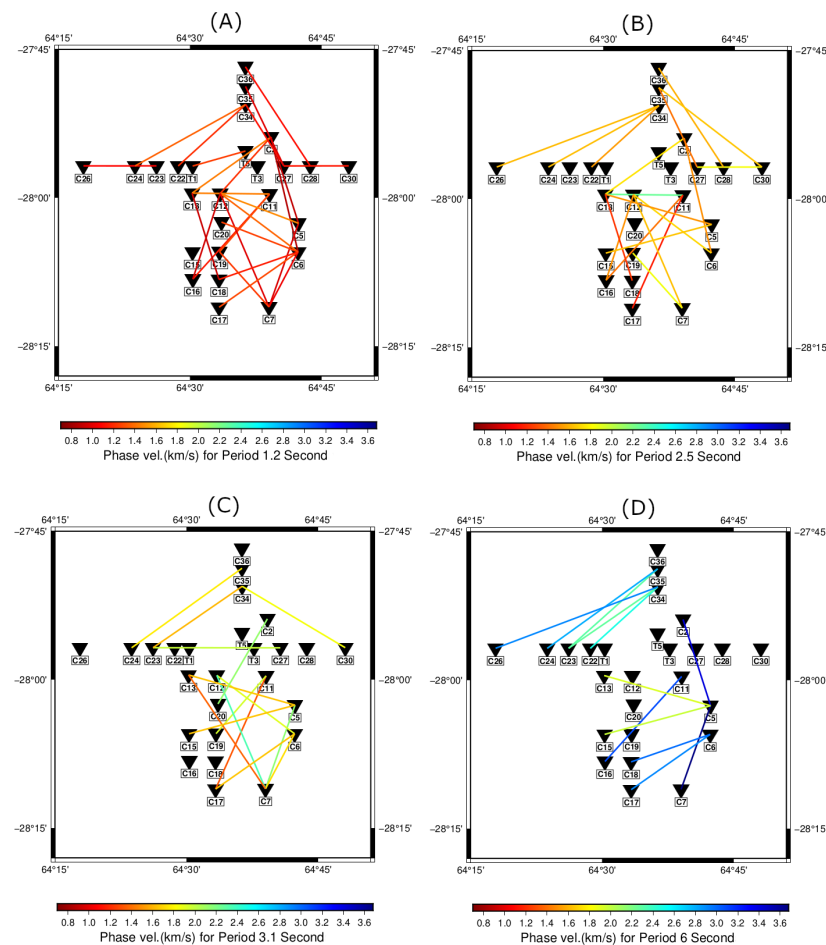 (A)
64°15' 64°30' 64°45'
−27°45' −27°45'
C36
C35
C34
C2
T5
C26 C24 C23 C22 T1 T3 C27 C28 C30
−28°00' −28°00'
C13 C12 C11
C20 C5
C15 C19 C6
C16 C18
C17 C7
−28°15' −28°15'
64°15' 64°30' 64°45'
0.8 1.0 1.2 1.4 1.6 1.8 2.0 2.2 2.4 2.6 2.8 3.0 3.2 3.4 3.6
Phase vel.(km/s) for Period 1.2 Second
(B)
64°15' 64°30' 64°45'
−27°45' −27°45'
C36
C35
C34
C2
T5
C26 C24 C23 C22 T1 T3 C27 C28 C30
−28°00' −28°00'
C13 C12 C11
C20 C5
C15 C19 C6
C16 C18
C17 C7
−28°15' −28°15'
64°15' 64°30' 64°45'
0.8 1.0 1.2 1.4 1.6 1.8 2.0 2.2 2.4 2.6 2.8 3.0 3.2 3.4 3.6
Phase vel.(km/s) for Period 2.5 Second
(C)
64°15' 64°30' 64°45'
−27°45' −27°45'
C36
C35
C34
C2
T5
C26 C24 C23 C22 T1 T3 C27 C28 C30
−28°00' −28°00'
C13 C12 C11
C20 C5
C15 C19 C6
C16 C18
C17 C7
−28°15' −28°15'
64°15' 64°30' 64°45'
0.8 1.0 1.2 1.4 1.6 1.8 2.0 2.2 2.4 2.6 2.8 3.0 3.2 3.4 3.6
Phase vel.(km/s) for Period 3.1 Second
(D)
64°15' 64°30' 64°45'
−27°45' −27°45'
C36
C35
C34
C2
T5
C26 C24 C23 C22 T1 T3 C27 C28 C30
−28°00' −28°00'
C13 C12 C11
C20 C5
C15 C19 C6
C16 C18
C17 C7
−28°15' −28°15'
64°15' 64°30' 64°45'
0.8 1.0 1.2 1.4 1.6 1.8 2.0 2.2 2.4 2.6 2.8 3.0 3.2 3.4 3.6
Phase vel.(km/s) for Period 6 Second